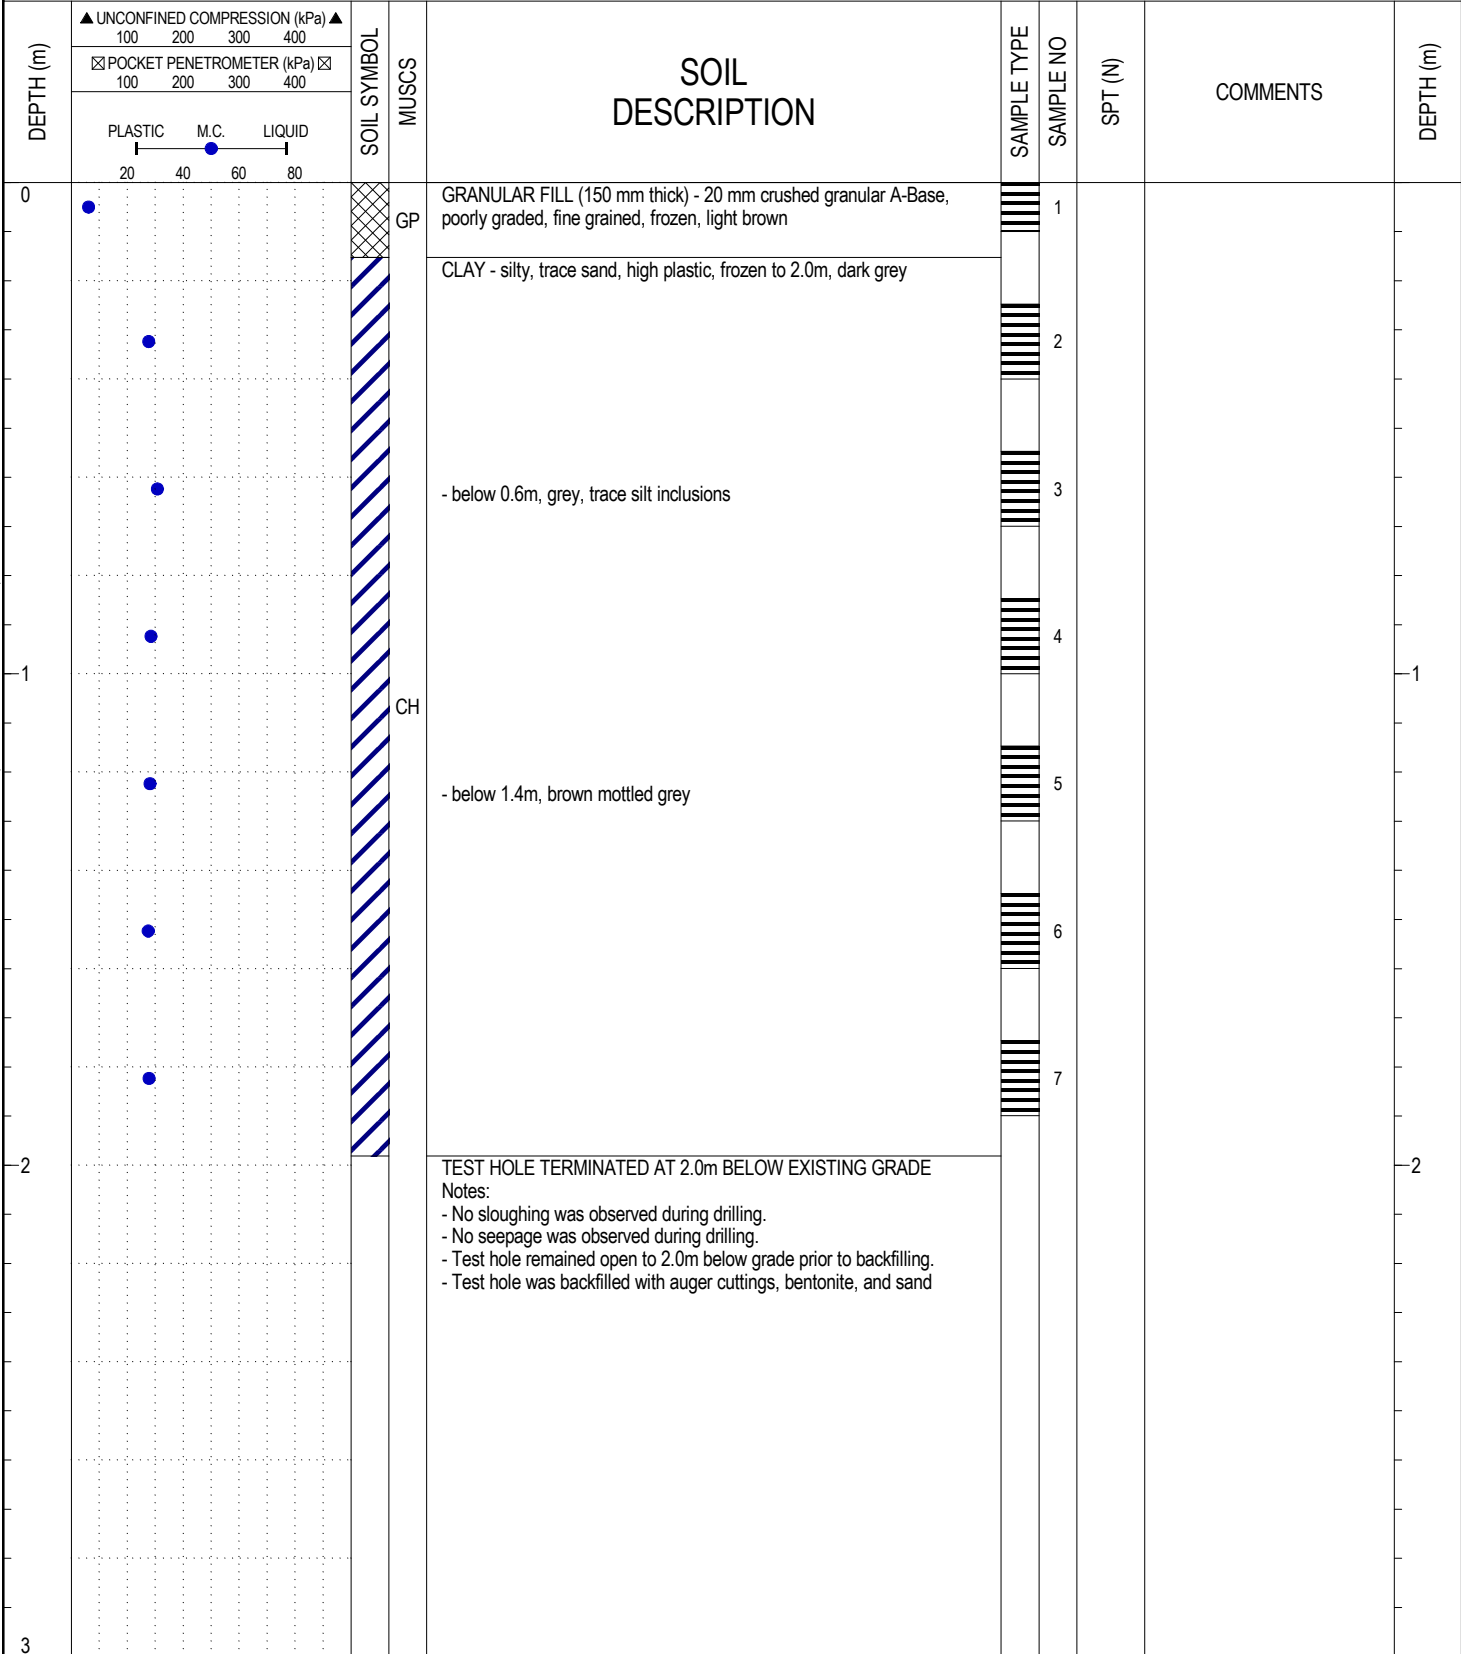 DEPTH (m)
▲ UNCONFINED COMPRESSION (kPa) ▲
100 200 300 400
☒ POCKET PENETROMETER (kPa) ☒
100 200 300 400
PLASTIC M.C. LIQUID
20 40 60 80
SOIL SYMBOL
MUSCS
SOIL
DESCRIPTION
SAMPLE TYPE
SAMPLE NO
SPT (N)
COMMENTS
DEPTH (m)
0
GP
GRANULAR FILL (150 mm thick) - 20 mm crushed granular A-Base,
poorly graded, fine grained, frozen, light brown
1
CLAY - silty, trace sand, high plastic, frozen to 2.0m, dark grey
2
- below 0.6m, grey, trace silt inclusions
3
4
1
1
CH
- below 1.4m, brown mottled grey
5
6
7
2
2
TEST HOLE TERMINATED AT 2.0m BELOW EXISTING GRADE
Notes:
- No sloughing was observed during drilling.
- No seepage was observed during drilling.
- Test hole remained open to 2.0m below grade prior to backfilling.
- Test hole was backfilled with auger cuttings, bentonite, and sand
3